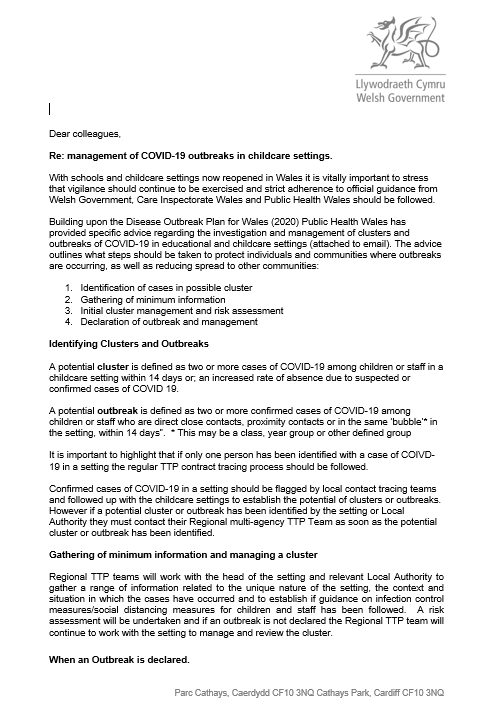 Llywodraeth Cymru
Welsh Government
Dear colleagues,
Re: management of COVID-19 outbreaks in childcare settings.
With schools and childcare settings now reopened in Wales it is vitally important to stress
that vigilance should continue to be exercised and strict adherence to official guidance from
Welsh Government, Care Inspectorate Wales and Public Health Wales should be followed.
Building upon the Disease Outbreak Plan for Wales (2020) Public Health Wales has
provided specific advice regarding the investigation and management of clusters and
outbreaks of COVID-19 in educational and childcare settings (attached to email). The advice
outlines what steps should be taken to protect individuals and communities where outbreaks
are occurring, as well as reducing spread to other communities:
1. Identification of cases in possible cluster
2. Gathering of minimum information
3. Initial cluster management and risk assessment
4. Declaration of outbreak and management
Identifying Clusters and Outbreaks
A potential cluster is defined as two or more cases of COVID-19 among children or staff in a
childcare setting within 14 days or; an increased rate of absence due to suspected or
confirmed cases of COVID 19.
A potential outbreak is defined as two or more confirmed cases of COVID-19 among
children or staff who are direct close contacts, proximity contacts or in the same 'bubble'* in
the setting, within 14 days". * This may be a class, year group or other defined group
It is important to highlight that if only one person has been identified with a case of COIVD-
19 in a setting the regular TTP contract tracing process should be followed.
Confirmed cases of COVID-19 in a setting should be flagged by local contact tracing teams
and followed up with the childcare settings to establish the potential of clusters or outbreaks.
However if a potential cluster or outbreak has been identified by the setting or Local
Authority they must contact their Regional multi-agency TTP Team as soon as the potential
cluster or outbreak has been identified.
Gathering of minimum information and managing a cluster
Regional TTP teams will work with the head of the setting and relevant Local Authority to
gather a range of information related to the unique nature of the setting, the context and
situation in which the cases have occurred and to establish if guidance on infection control
measures/social distancing measures for children and staff has been followed. A risk
assessment will be undertaken and if an outbreak is not declared the Regional TTP team will
continue to work with the setting to manage and review the cluster.
When an Outbreak is declared.
Parc Cathays, Caerdydd CF10 3NQ Cathays Park, Cardiff CF10 3NQ